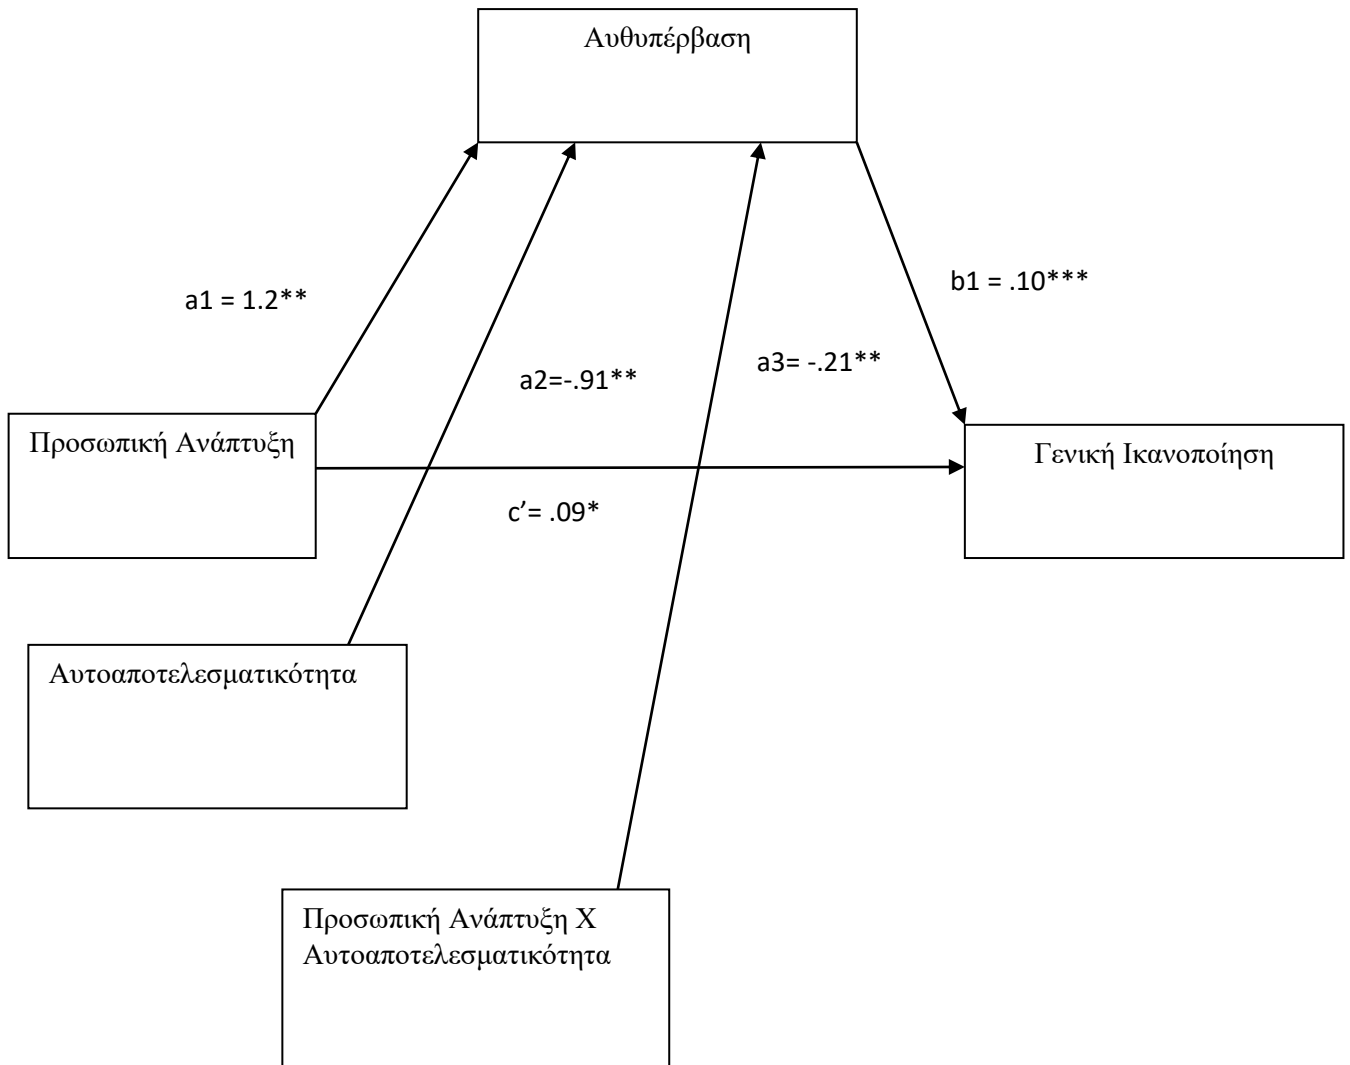 Αυθυπέρβαση
a1 = 1.2**
b1 = .10***
a2=-.91**
a3= -.21**
Προσωπική Ανάπτυξη
Γενική Ικανοποίηση
c’= .09*
Αυτοαποτελεσματικότητα
Προσωπική Ανάπτυξη Χ
Αυτοαποτελεσματικότητα